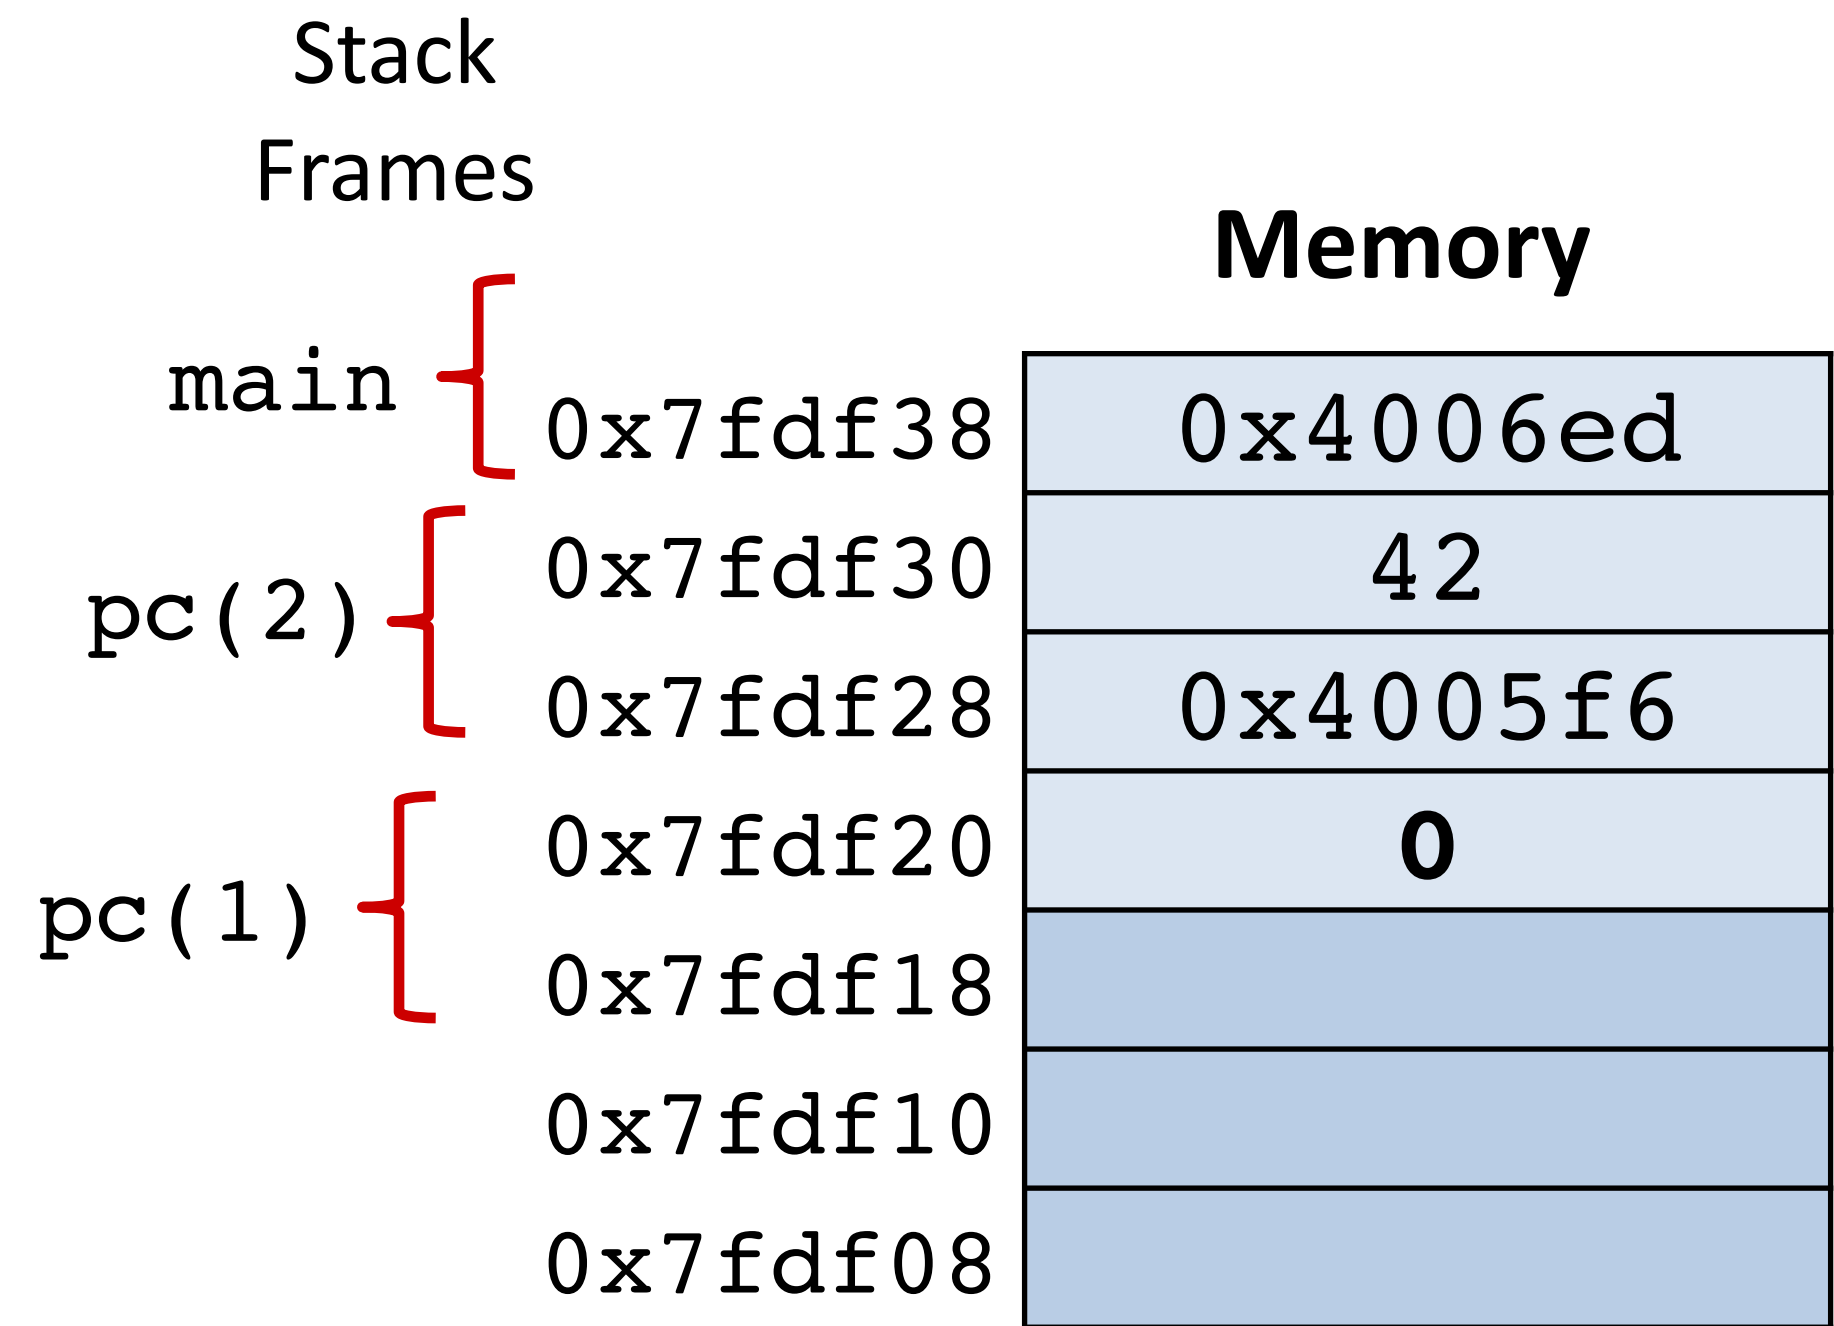 Stack
Frames
Memory
main
0x7fdf38 0x4006ed
0x7fdf30 42
pc(2)
0x7fdf28 0x4005f6
0x7fdf20 0
pc(1)
0x7fdf18
0x7fdf10
0x7fdf08